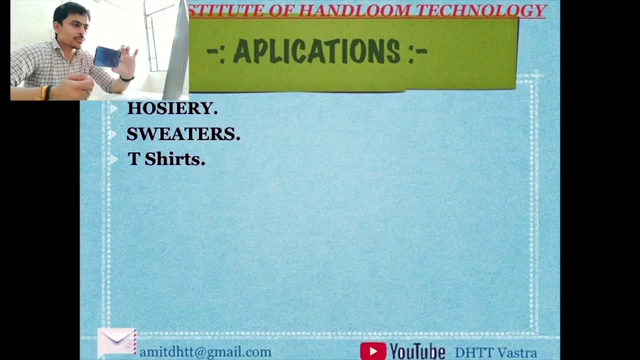 STITUTE OF HANDLOOM TECHNOLOGY
-: APLICATIONS :-
HOSIERY.
SWEATERS.
T Shirts.
amitdhtt@gmail.com
YouTube DHTT Vastra